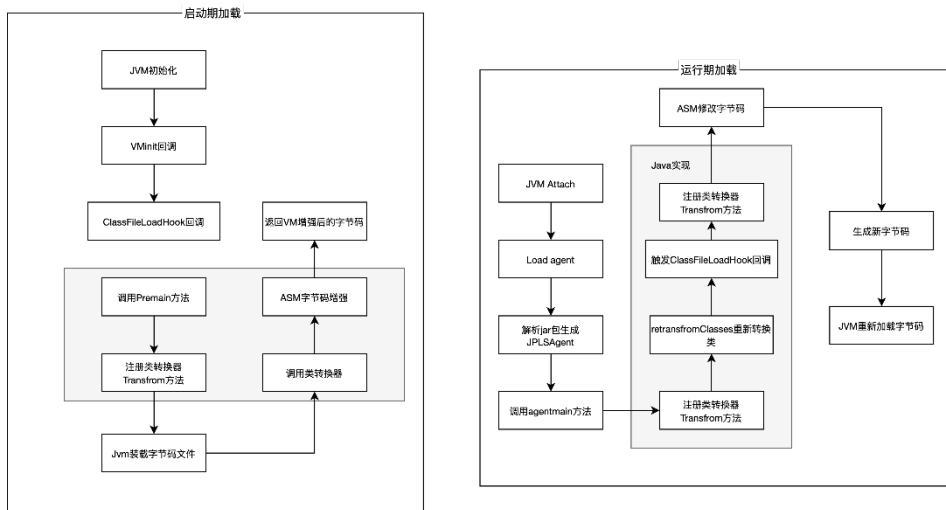 启动期加载
JVM初始化
VMinit回调
ClassFileLoadHook回调
返回VM增强后的字节码
调用Premain方法
ASM字节码增强
注册类转换器
Transfrom方法
调用类转换器
Jvm装载字节码文件
运行期加载
ASM修改字节码
Java实现
JVM Attach
注册类转换器
Transfrom方法
Load agent
触发ClassFileLoadHook回调
生成新字节码
解析jar包生成
JPLSAgent
retransfromClasses重新转换
类
JVM重新加载字节码
调用agentmain方法
注册类转换器
Transfrom方法